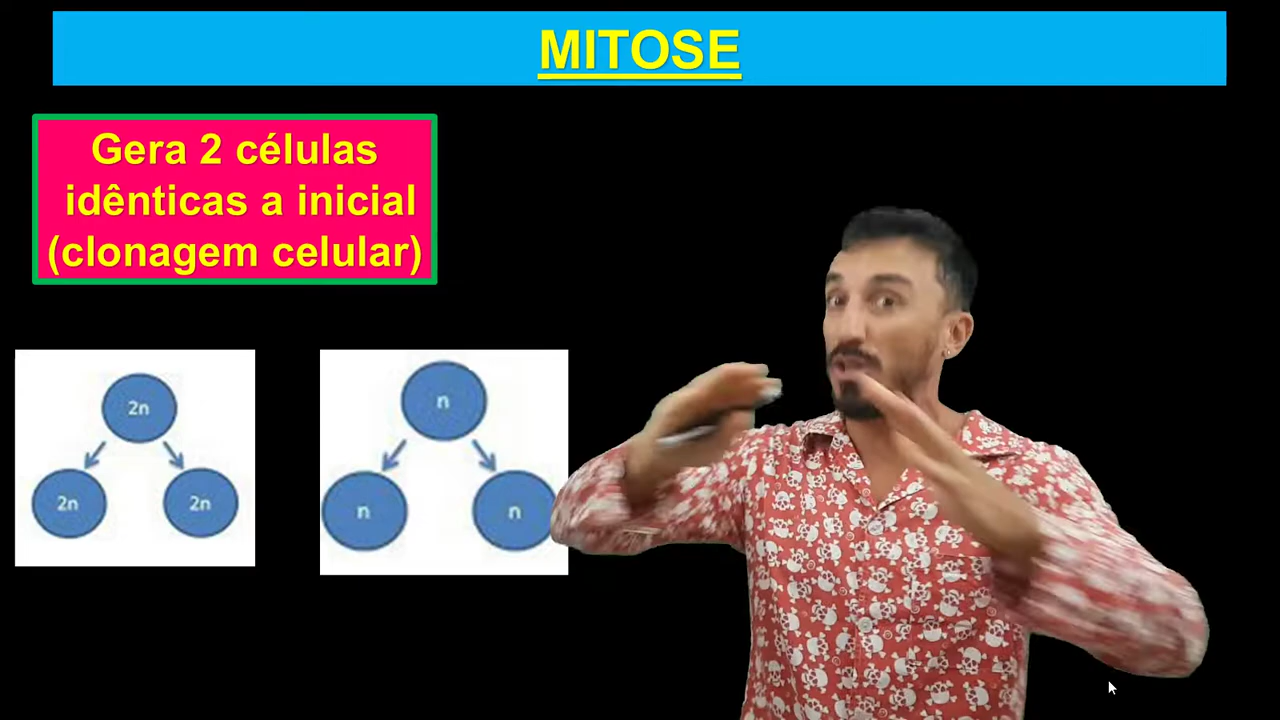 MITOSE
Gera 2 células
idênticas a inicial
(clonagem celular)
2n
2n
2n
n
n
n